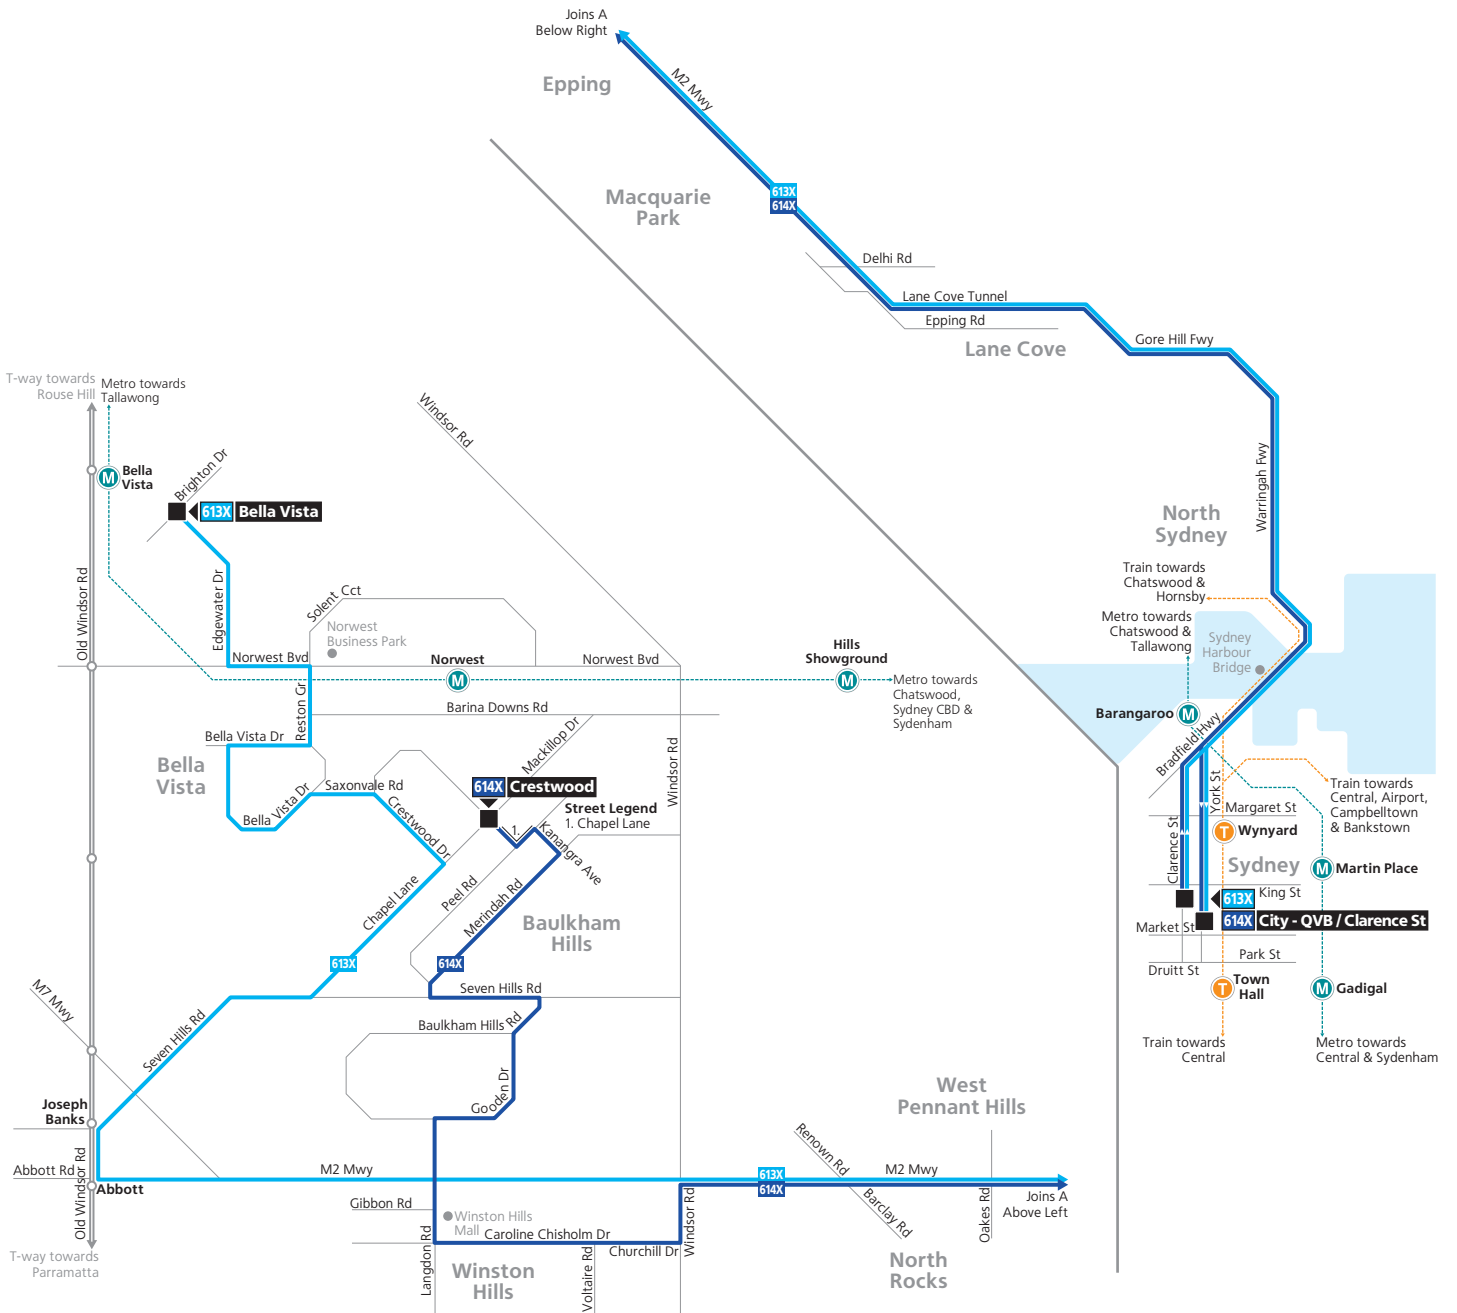 Joins A
Below Right
Epping
M2 Mwy
Macquarie
Park
613X
614X
Delhi Rd
Lane Cove Tunnel
Epping Rd
Lane Cove
Gore Hill Fwy
Warringah Fwy
North
Sydney
Train towards
Chatswood &
Hornsby
Metro towards
Chatswood &
Tallawong
Sydney
Harbour
Bridge
Barangaroo
M
Bradfield Hwy
York St
Clarence St
Margaret St
T
Wynyard
Train towards
Central, Airport,
Campbelltown
& Bankstown
Sydney
M
Martin Place
King St
613X
614X
City - QVB / Clarence St
Market St
Park St
Druitt St
T
Town
Hall
M
Gadigal
Train towards
Central
Metro towards
Central & Sydenham
T-way towards
Rouse Hill
Metro towards
Tallawong
M
Bella
Vista
Brighton Dr
613X
Bella Vista
Windsor Rd
Old Windsor Rd
Edgewater Dr
Solent Cct
Norwest
Business Park
Norwest Bvd
Norwest
M
Norwest Bvd
Hills
Showground
M
Metro towards
Chatswood,
Sydney CBD &
Sydenham
Reston Gr
Barina Downs Rd
Bella Vista Dr
Mackillop Dr
Windsor Rd
Bella
Vista
Saxonvale Rd
614X
Crestwood
Bella Vista Dr
Crestwood Dr
Street Legend
1. Chapel Lane
1.
Kanangra Ave
Chapel Lane
Peel Rd
Merindah Rd
Baulkham
Hills
613X
614X
M7 Mwy
Seven Hills Rd
Seven Hills Rd
Baulkham Hills Rd
Gooden Dr
Joseph
Banks
West
Pennant Hills
Renown Rd
Abbott Rd
Old Windsor Rd
Abbott
M2 Mwy
613X
614X
M2 Mwy
Joins A
Above Left
Gibbon Rd
Winston Hills
Mall
Barclay Rd
Oakes Rd
Windsor Rd
Caroline Chisholm Dr
Churchill Dr
Langdon Rd
Voltaire Rd
Winston
Hills
North
Rocks
T-way towards
Parramatta